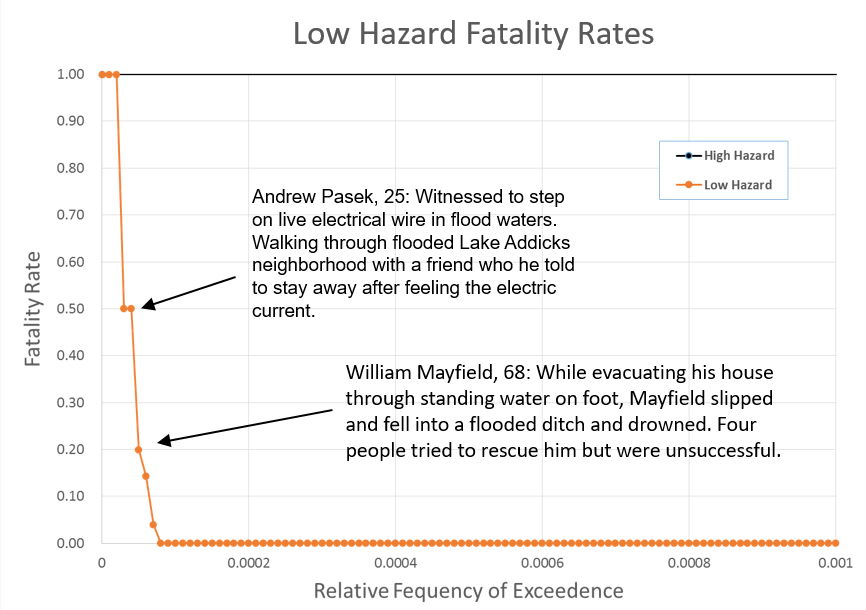 Low Hazard Fatality Rates
1.00
0.90
0.80
0.70
0.60
0.50
0.40
0.30
0.20
0.10
0.00
Fatality Rate
High Hazard
Low Hazard
Andrew Pasek, 25: Witnessed to step
on live electrical wire in flood waters.
Walking through flooded Lake Addicks
neighborhood with a friend who he told
to stay away after feeling the electric
current.
William Mayfield, 68: While evacuating his house
through standing water on foot, Mayfield slipped
and fell into a flooded ditch and drowned. Four
people tried to rescue him but were unsuccessful.
0 0.0002 0.0004 0.0006 0.0008 0.001
Relative Fequency of Exceedence